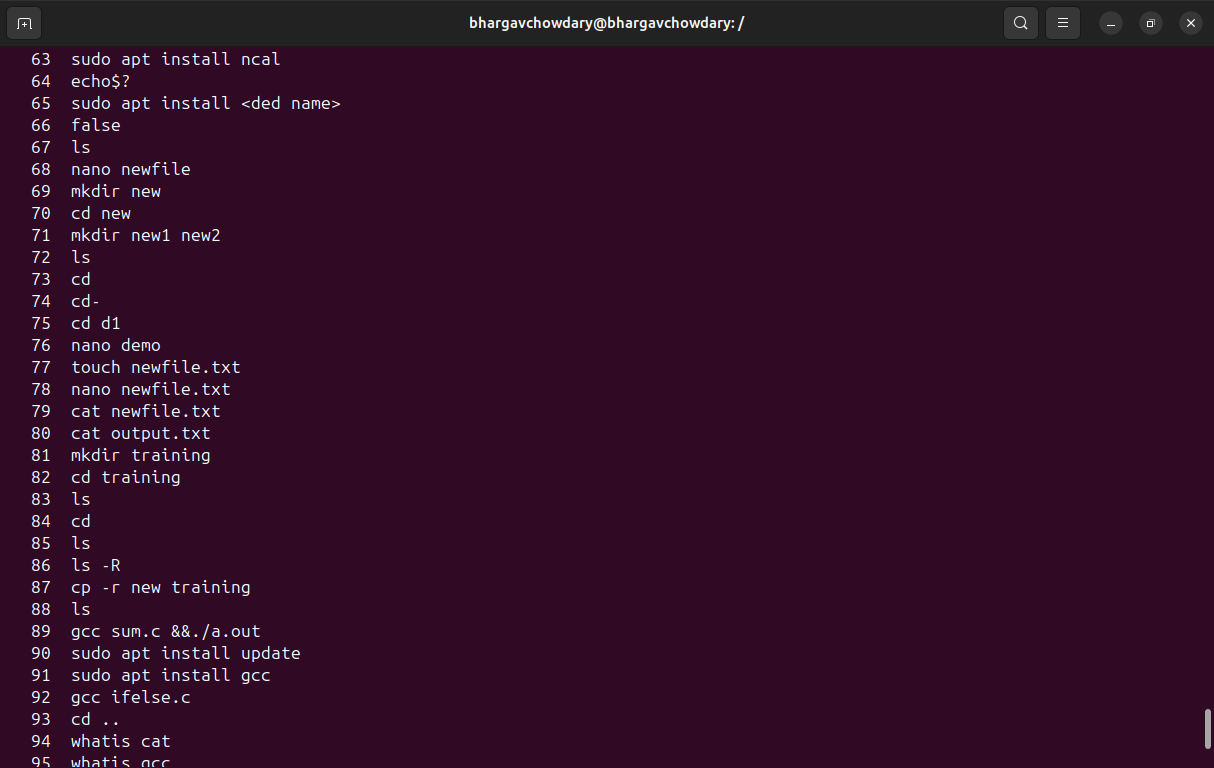 bhargavchowdary@bhargavchowdary: /
63 sudo apt install ncal
64 echo$?
65 sudo apt install <ded name>
66 false
67 ls
68 nano newfile
69 mkdir new
70 cd new
71 mkdir new1 new2
72 ls
73 cd
74 cd-
75 cd d1
76 nano demo
77 touch newfile.txt
78 nano newfile.txt
79 cat newfile.txt
80 cat output.txt
81 mkdir training
82 cd training
83 ls
84 cd
85 ls
86 ls -R
87 cp -r new training
88 ls
89 gcc sum.c &&./a.out
90 sudo apt install update
91 sudo apt install gcc
92 gcc ifelse.c
93 cd ..
94 whatis cat
95 whatis gcc